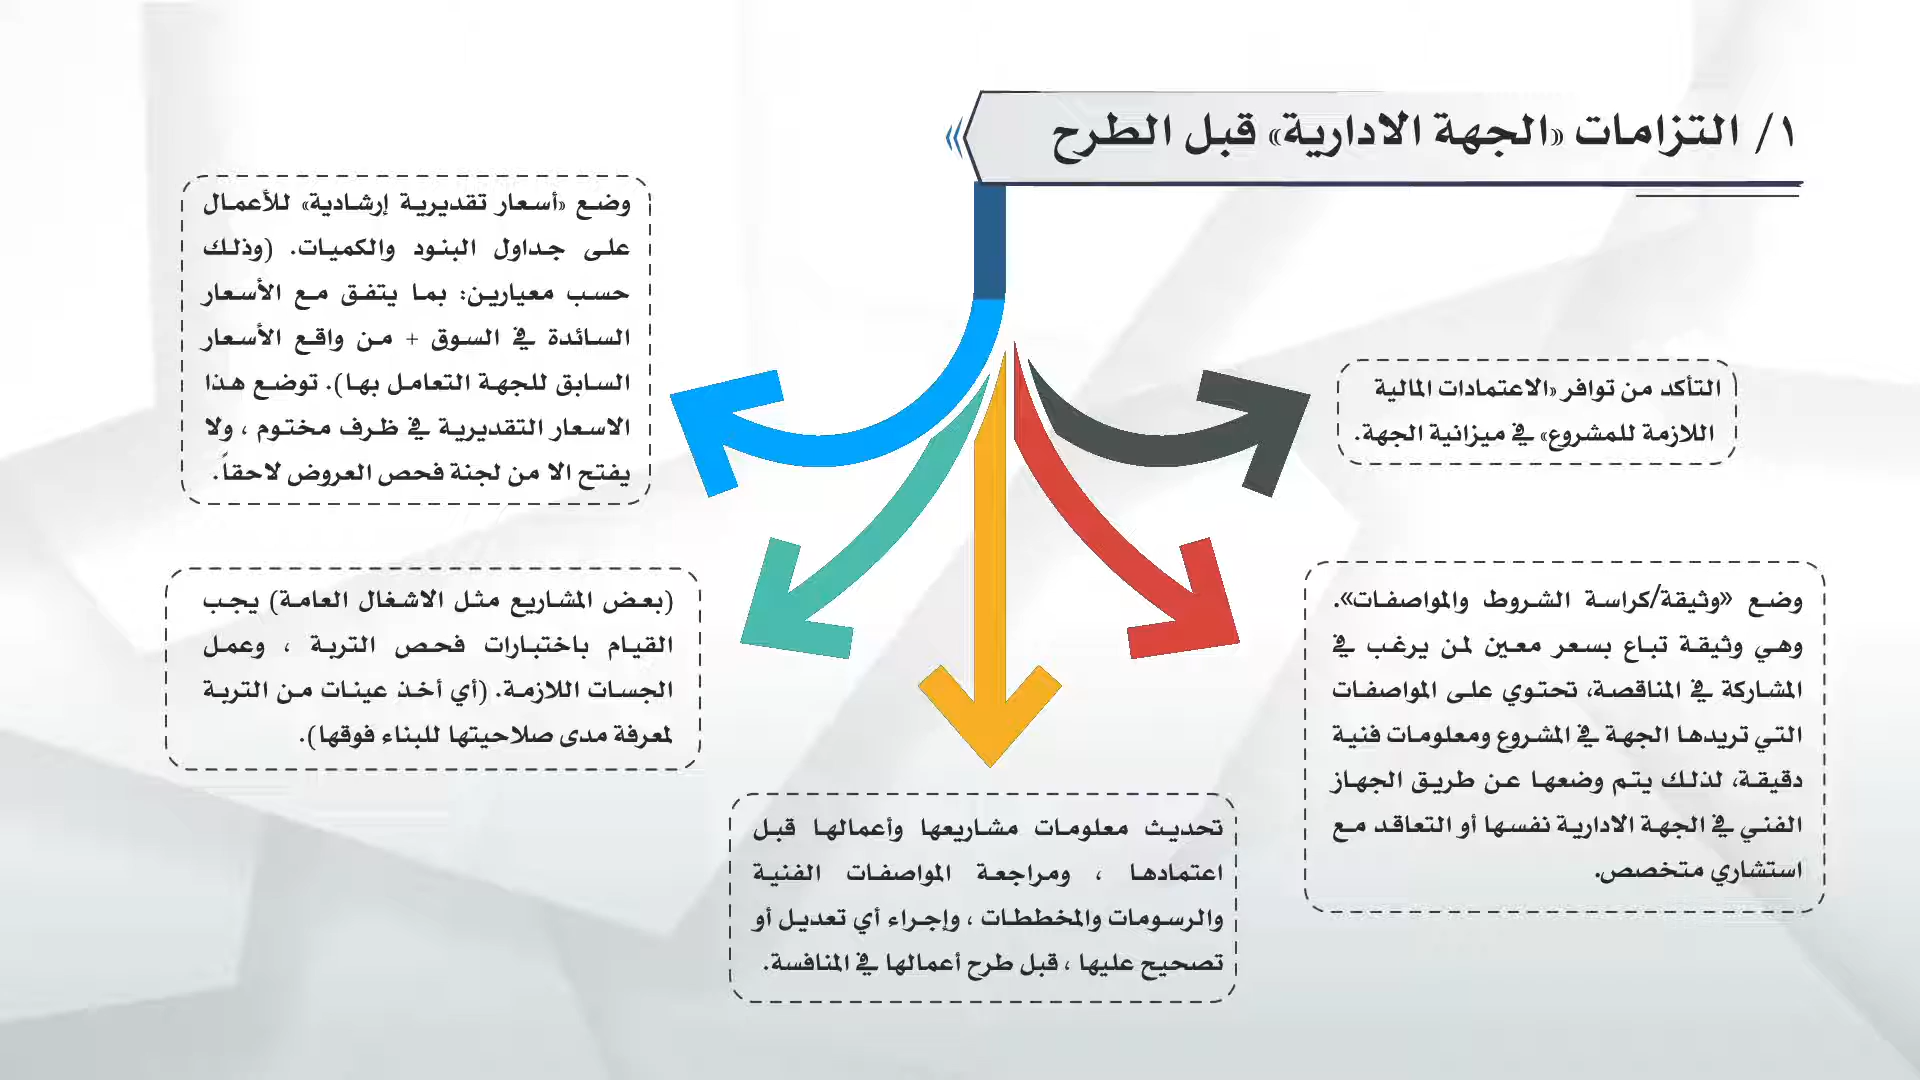 ١/ التزامات «الجهة الادارية» قبل الطرح
التأكد من توافر «الاعتمادات المالية
اللازمة للمشروع» في ميزانية الجهة.
وضع «وثيقة/كراسة الشروط والمواصفات».
وهي وثيقة تباع بسعر معين لمن يرغب في
المشاركة في المناقصة، تحتوي على المواصفات
التي تريدها الجهة في المشروع ومعلومات فنية
دقيقة، لذلك يتم وضعها عن طريق الجهاز
الفني في الجهة الادارية نفسها أو التعاقد مع
استشاري متخصص.
تحديث معلومات مشاريعها وأعمالها قبل
اعتمادها ، ومراجعة المواصفات الفنية
والرسومات والمخططات ، وإجراء أي تعديل أو
تصحيح عليها ، قبل طرح أعمالها في المنافسة.
(بعض المشاريع مثل الاشغال العامة) يجب
القيام باختبارات فحص التربة ، وعمل
الجسات اللازمة. (أي أخذ عينات من التربة
لمعرفة مدى صلاحيتها للبناء فوقها).
وضع «أسعار تقديرية إرشادية» للأعمال
على جداول البنود والكميات. (وذلك
حسب معيارين: بما يتفق مع الأسعار
السائدة في السوق + من واقع الأسعار
السابق للجهة التعامل بها). توضع هذا
الاسعار التقديرية في ظرف مختوم ، ولا
يفتح الا من لجنة فحص العروض لاحقاً.